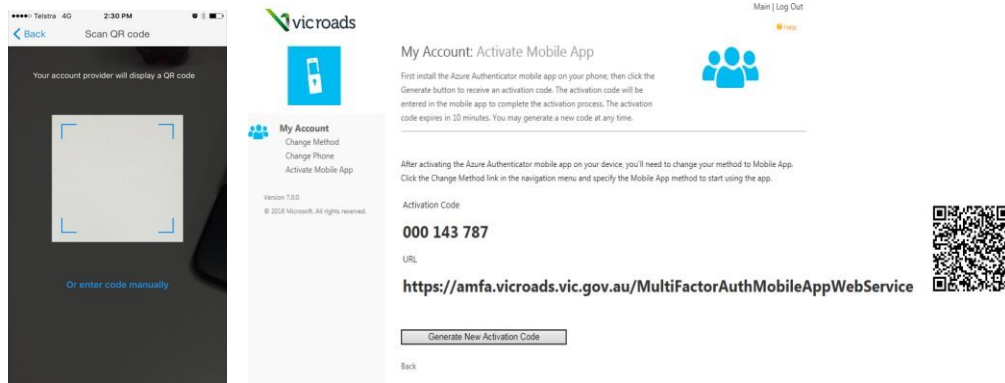 Telstra 4G 2:30 PM
Back Scan QR code
Your account provider will display a QR code
Or enter code manually
vic roads
Main | Log Out
Help
My Account: Activate Mobile App
First install the Azure Authenticator mobile app on your phone, then click the
Generate button to receive an activation code. The activation code will be
entered in the mobile app to complete the activation process. The activation
code expires in 10 minutes. You may generate a new code at any time.
My Account
Change Method
Change Phone
Activate Mobile App
Version 7.0.0
© 2016 Microsoft. All rights reserved.
After activating the Azure Authenticator mobile app on your device, you'll need to change your method to Mobile App.
Click the Change Method link in the navigation menu and specify the Mobile App method to start using the app.
Activation Code
000 143 787
URL
https://amfa.vicroads.vic.gov.au/MultiFactorAuthMobileAppWebService
Generate New Activation Code
Back